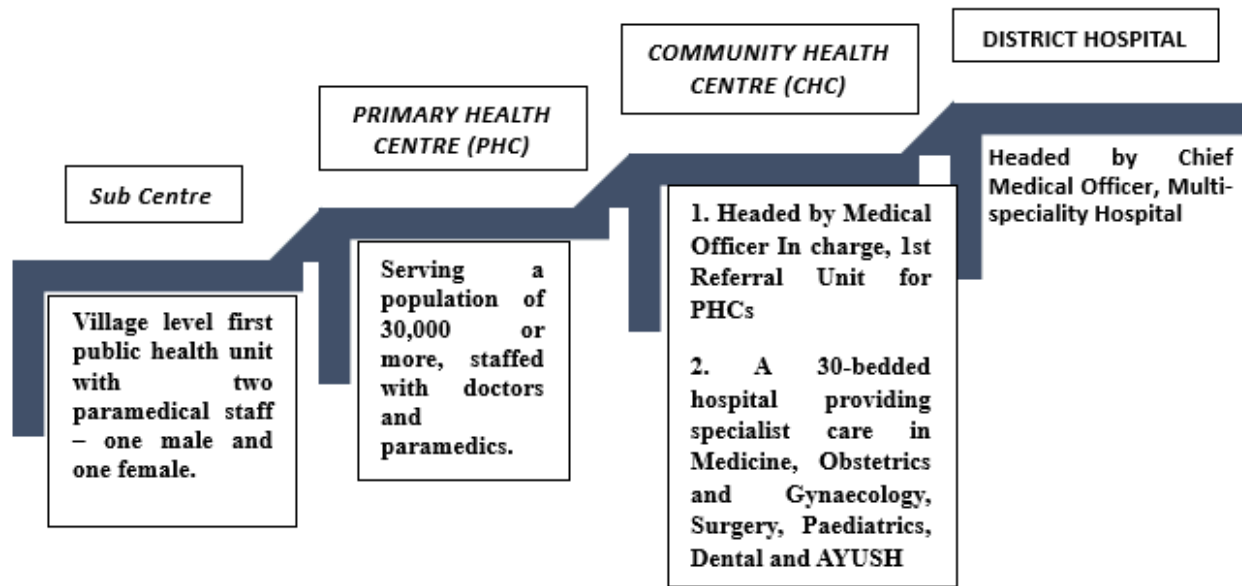 Sub Centre
Village level first
public health unit
with two
paramedical staff
– one male and
one female.
PRIMARY HEALTH
CENTRE (PHC)
Serving a
population of
30,000 or
more, staffed
with doctors
and
paramedics.
COMMUNITY HEALTH
CENTRE (CHC)
1. Headed by Medical
Officer In charge, 1st
Referral Unit for
PHCs
2. A 30-bedded
hospital providing
specialist care in
Medicine, Obstetrics
and Gynaecology,
Surgery, Paediatrics,
Dental and AYUSH
DISTRICT HOSPITAL
Headed by Chief
Medical Officer, Multi-
speciality Hospital